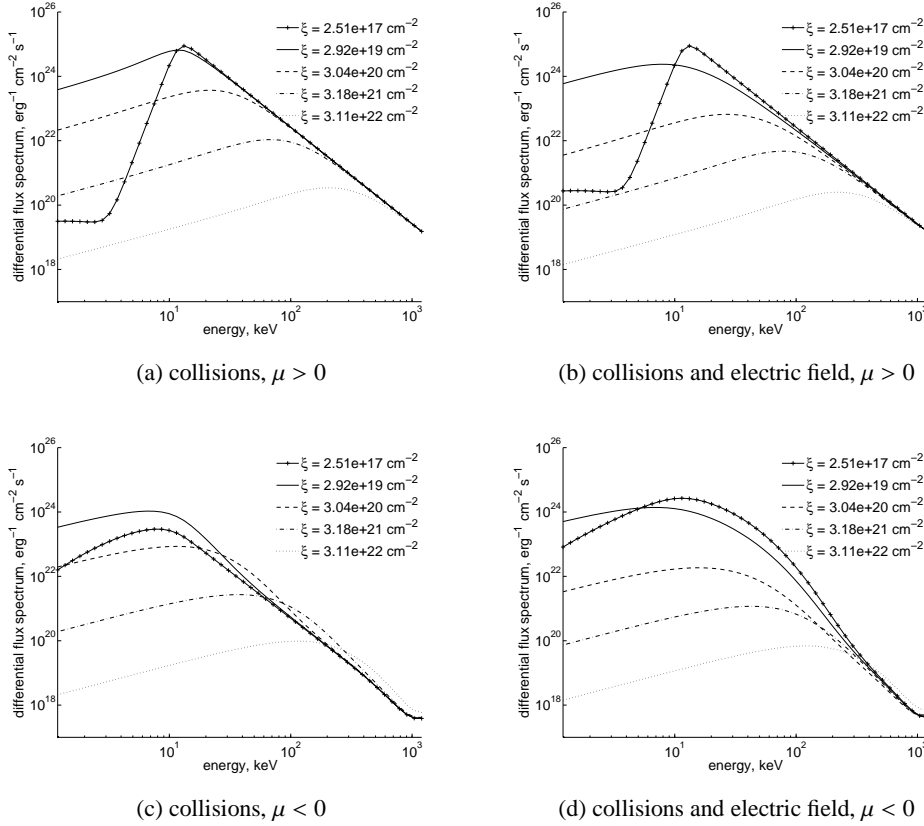 10^26
10^24
10^22
10^20
10^18
differential flux spectrum, erg^−1 cm^−2 s^−1
ξ = 2.51e+17 cm^−2
ξ = 2.92e+19 cm^−2
ξ = 3.04e+20 cm^−2
ξ = 3.18e+21 cm^−2
ξ = 3.11e+22 cm^−2
10^1
10^2
10^3
energy, keV
(a) collisions, μ > 0
10^26
10^24
10^22
10^20
10^18
differential flux spectrum, erg^−1 cm^−2 s^−1
ξ = 2.51e+17 cm^−2
ξ = 2.92e+19 cm^−2
ξ = 3.04e+20 cm^−2
ξ = 3.18e+21 cm^−2
ξ = 3.11e+22 cm^−2
10^1
10^2
10^3
energy, keV
(b) collisions and electric field, μ > 0
10^26
10^24
10^22
10^20
10^18
differential flux spectrum, erg^−1 cm^−2 s^−1
ξ = 2.51e+17 cm^−2
ξ = 2.92e+19 cm^−2
ξ = 3.04e+20 cm^−2
ξ = 3.18e+21 cm^−2
ξ = 3.11e+22 cm^−2
10^1
10^2
10^3
energy, keV
(c) collisions, μ < 0
10^26
10^24
10^22
10^20
10^18
differential flux spectrum, erg^−1 cm^−2 s^−1
ξ = 2.51e+17 cm^−2
ξ = 2.92e+19 cm^−2
ξ = 3.04e+20 cm^−2
ξ = 3.18e+21 cm^−2
ξ = 3.11e+22 cm^−2
10^1
10^2
10^3
energy, keV
(d) collisions and electric field, μ < 0